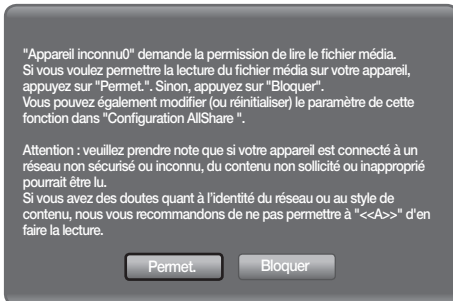 "Appareil inconnu0" demande la permission de lire le fichier média.
Si vous voulez permettre la lecture du fichier média sur votre appareil,
appuyez sur "Permet.". Sinon, appuyez sur "Bloquer".
Vous pouvez également modifier (ou réinitialiser) le paramètre de cette
fonction dans "Configuration AllShare ".
Attention : veuillez prendre note que si votre appareil est connecté à un
réseau non sécurisé ou inconnu, du contenu non sollicité ou inapproprié
pourrait être lu.
Si vous avez des doutes quant à l'identité du réseau ou au style de
contenu, nous vous recommandons de ne pas permettre à "<<A>>" d'en
faire la lecture.
Permet.
Bloquer